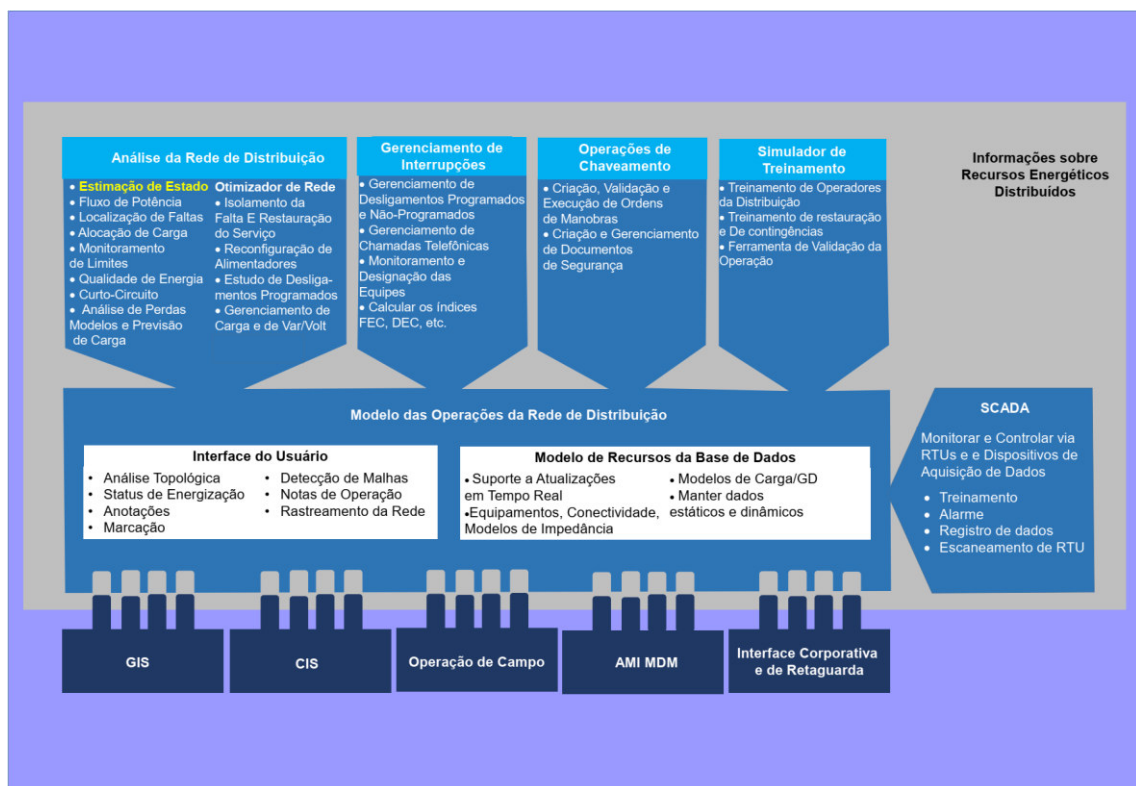 Análise da Rede de Distribuição
• Estimação de Estado
• Fluxo de Potência
• Localização de Faltas
• Alocação de Carga
• Monitoramento
de Limites
• Qualidade de Energia
• Curto-Circuito
• Análise de Perdas
Modelos e Previsão
de Carga
Otimizador de Rede
• Isolamento da
Falta E Restauração
do Serviço
• Reconfiguração de
Alimentadores
• Estudo de Desliga-
mentos Programados
• Gerenciamento de
Carga e de Var/Volt
Gerenciamento de
Interrupções
• Gerenciamento de
Desligamentos Programados
e Não-Programados
• Gerenciamento de
Chamadas Telefônicas
• Monitoramento e
Designação das
Equipes
• Calcular os índices
FEC, DEC, etc.
Operações de
Chaveamento
• Criação, Validação e
Execução de Ordens
de Manobras
• Criação e Gerenciamento
de Documentos
de Segurança
Simulador de
Treinamento
• Treinamento de Operadores
da Distribuição
• Treinamento de restauração
e De contingências
• Ferramenta de Validação da
Operação
Informações sobre
Recursos Energéticos
Distribuídos
Modelo das Operações da Rede de Distribuição
Interface do Usuário
• Análise Topológica
• Status de Energização
• Anotações
• Marcação
• Detecção de Malhas
• Notas de Operação
• Rastreamento da Rede
Modelo de Recursos da Base de Dados
• Suporte a Atualizações
em Tempo Real
• Equipamentos, Conectividade,
Modelos de Impedância
• Modelos de Carga/GD
• Manter dados
estáticos e dinâmicos
SCADA
Monitorar e Controlar via
RTUs e e Dispositivos de
Aquisição de Dados
• Treinamento
• Alarme
• Registro de dados
• Escaneamento de RTU
GIS
CIS
Operação de Campo
AMI MDM
Interface Corporativa
e de Retaguarda